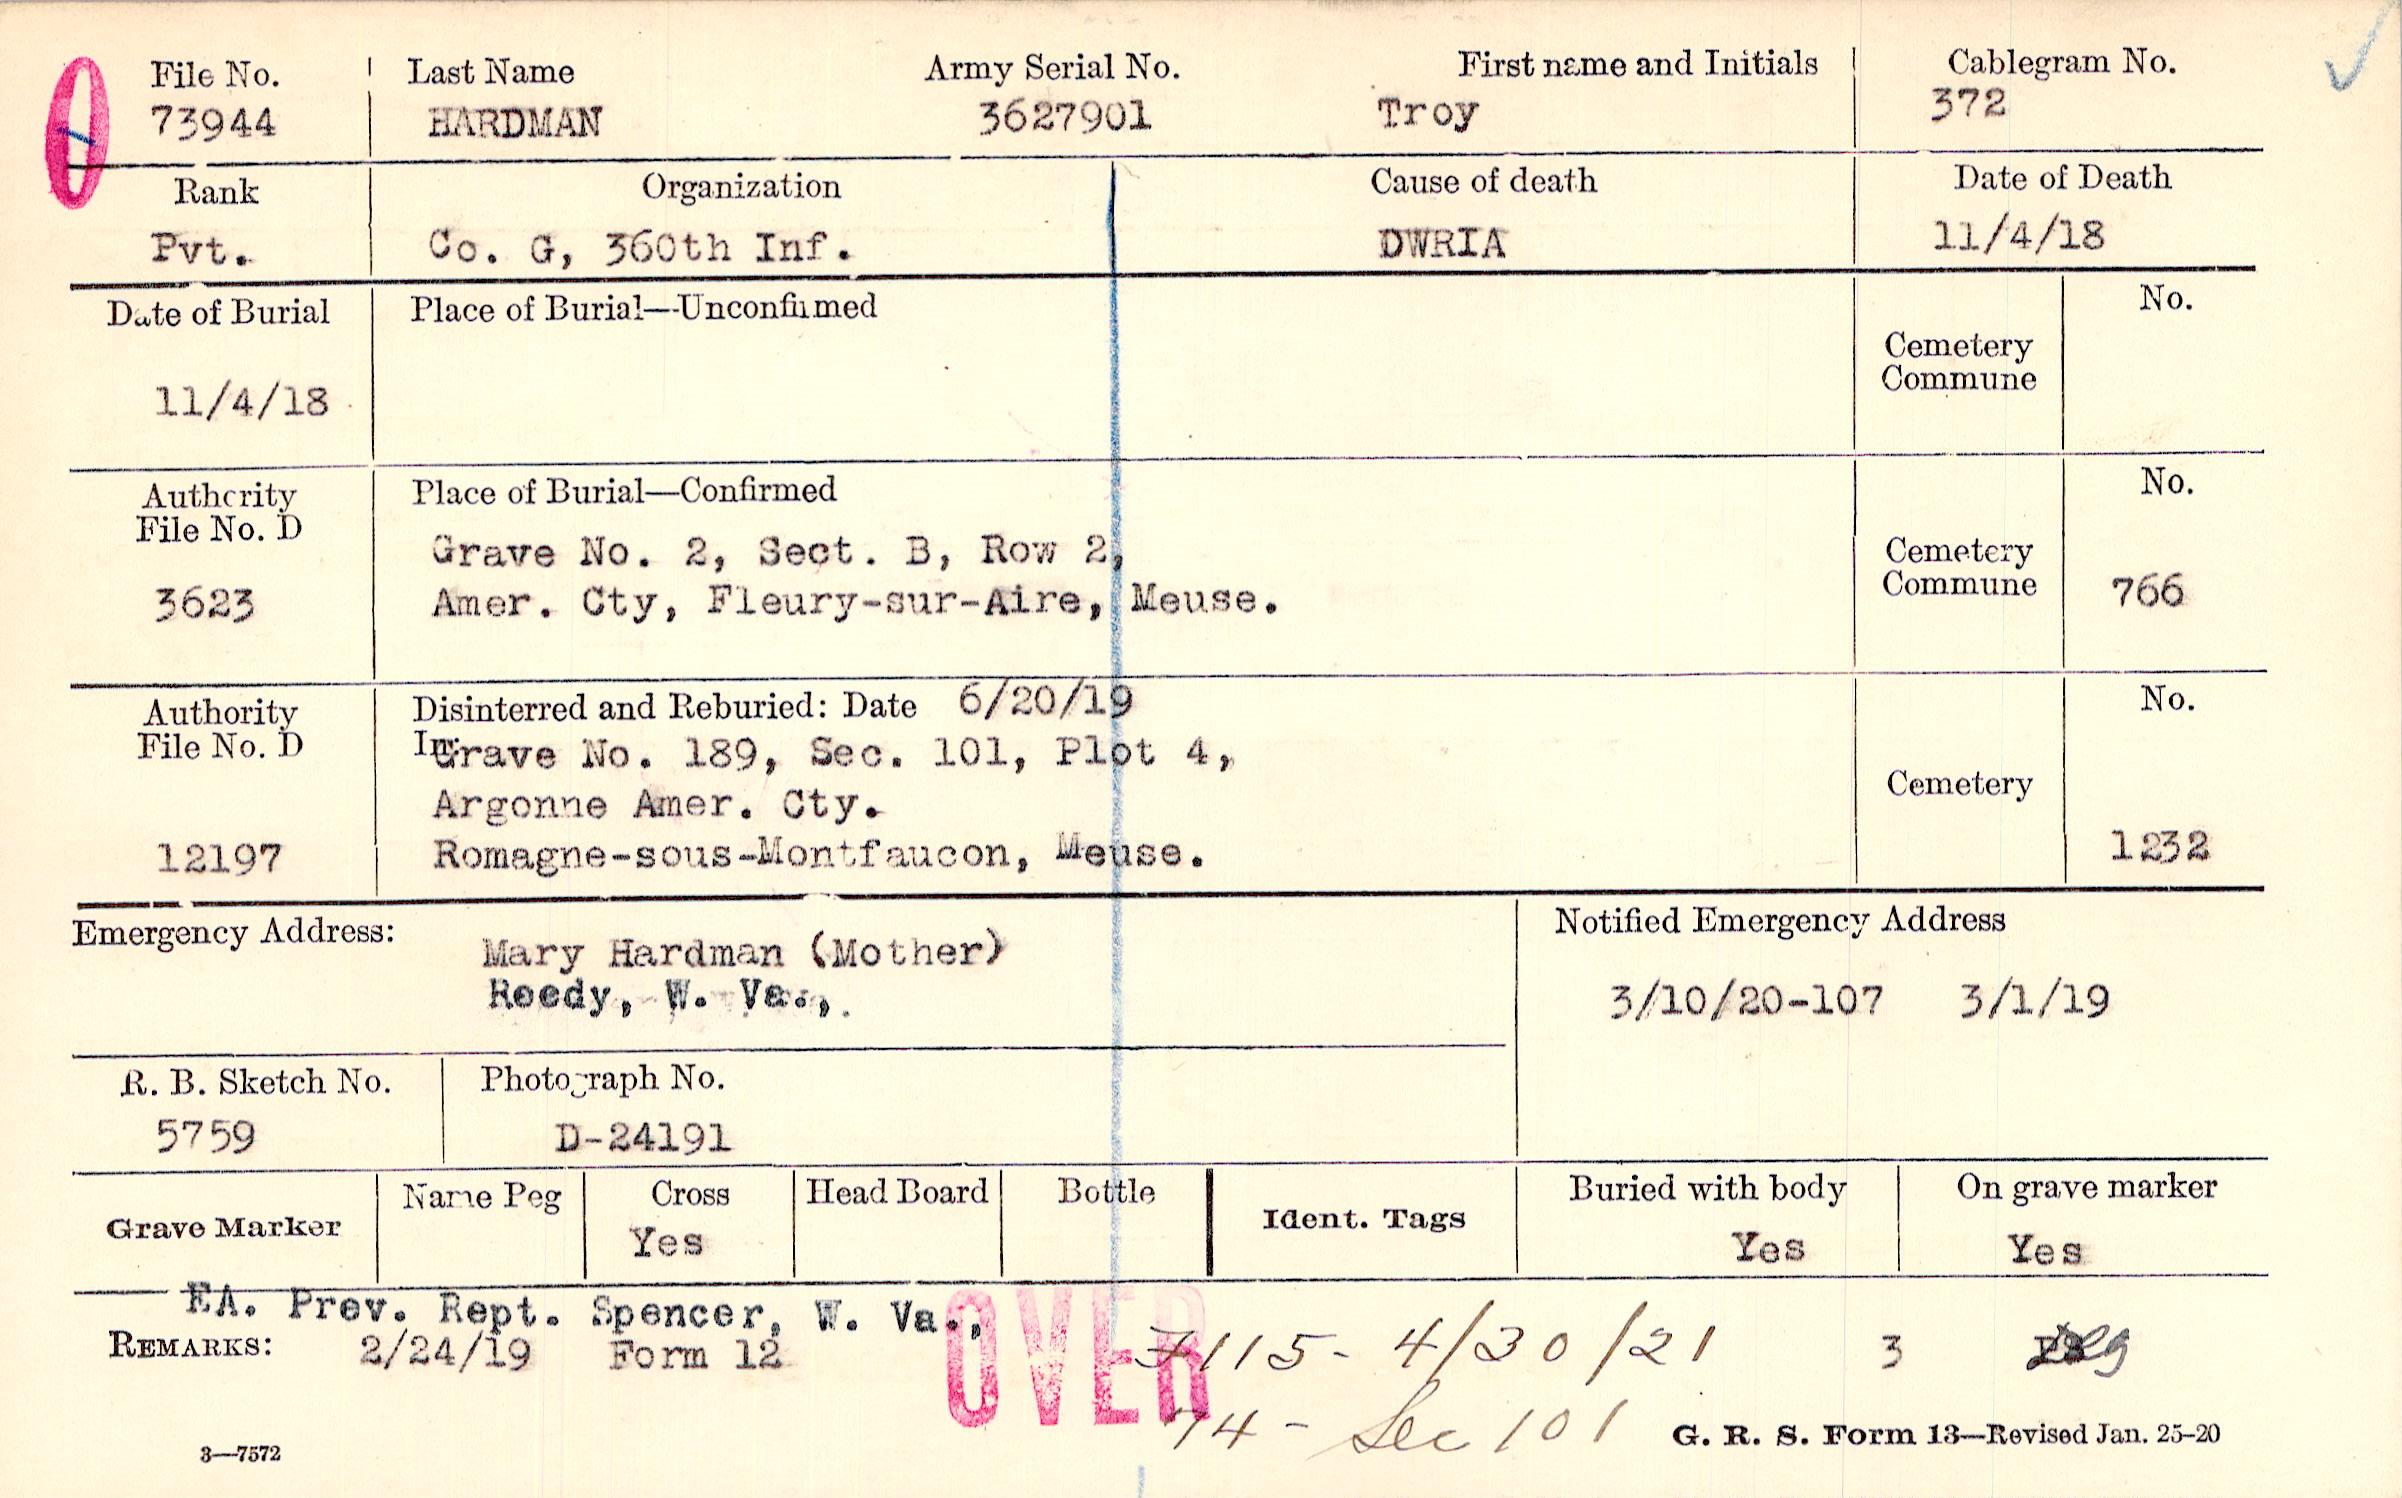 File No. Last Name Army Serial No. First name and Initials Cablegram No.
73944 HARDMAN 3627901 Troy 372
Rank Organization Cause of death Date of Death
Pvt. Co. G, 360th Inf. DWRIA 11/4/18
Date of Burial Place of Burial—Unconfirmed No.
Cemetery
Commune
11/4/18
Authority Place of Burial—Confirmed No.
File No. D
Grave No. 2, Sect. B, Row 2, Cemetery
3623 Amer. Cty, Fleury-sur-Aire, Meuse. Commune 766
Authority Disinterred and Reburied: Date 6/20/19 No.
File No. D In: Grave No. 189, Sec. 101, Plot 4,
Argonne Amer. Cty. Cemetery
12197 Romagne-sous-Montfaucon, Meuse. 1232
Emergency Address: Notified Emergency Address
Mary Hardman (Mother)
Reedy, W. Va., 3/10/20-107 3/1/19
R. B. Sketch No. Photograph No.
5759 D-24191
Grave Marker Name Peg Cross Head Board Bottle Ident. Tags Buried with body On grave marker
Yes Yes Yes
EA. Prev. Rept. Spencer, W. Va.,
REMARKS: 2/24/19 Form 12 OVER 7115- 4/30/21 3
74- Sec 101
3—7572 G. R. S. Form 13—Revised Jan. 25-20